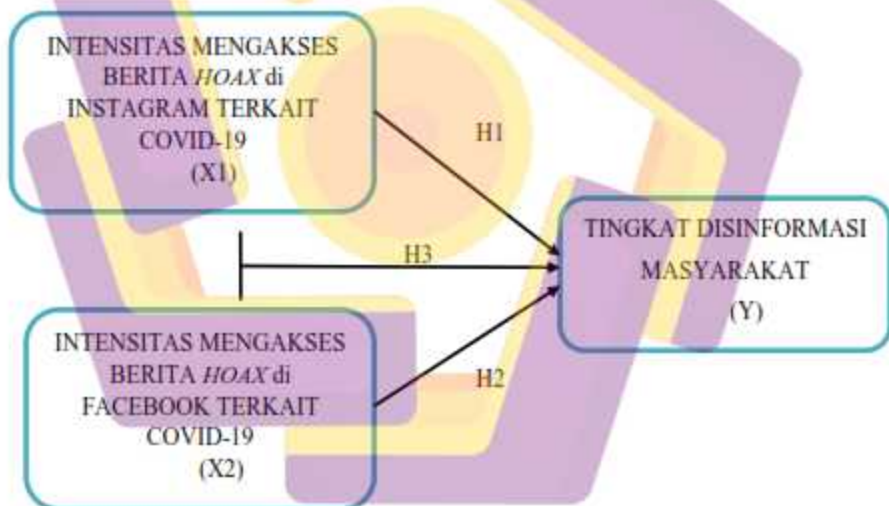 INTENSITAS MENGAKSES
BERITA HOAX di
INSTAGRAM TERKAIT
COVID-19
(X1)
H1
TINGKAT DISINFORMASI
MASYARAKAT
(Y)
H3
INTENSITAS MENGAKSES
BERITA HOAX di
FACEBOOK TERKAIT
COVID-19
(X2)
H2